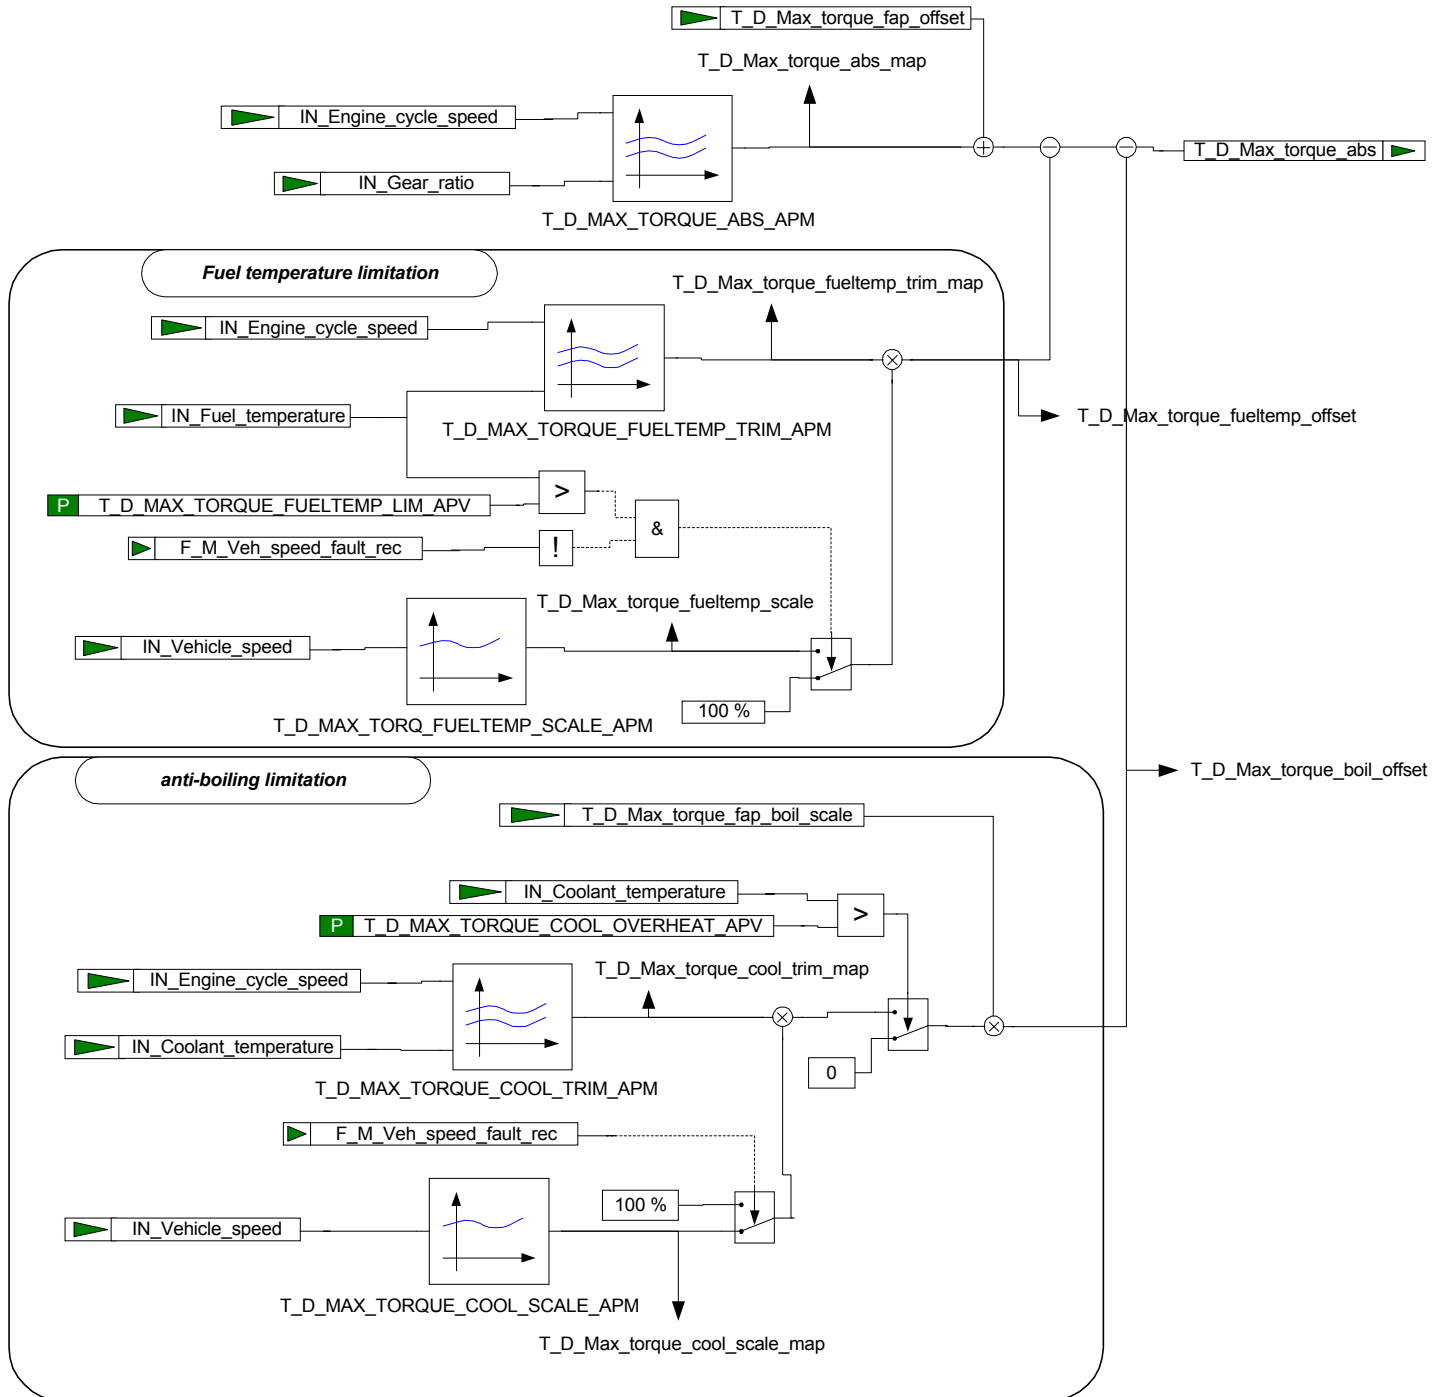 T_D_Max_torque_fap_offset
T_D_Max_torque_abs_map
IN_Engine_cycle_speed
T_D_Max_torque_abs
IN_Gear_ratio
T_D_MAX_TORQUE_ABS_APM
Fuel temperature limitation
T_D_Max_torque_fueltemp_trim_map
IN_Engine_cycle_speed
IN_Fuel_temperature
T_D_Max_torque_fueltemp_offset
T_D_MAX_TORQUE_FUELTEMP_TRIM_APM
>
P T_D_MAX_TORQUE_FUELTEMP_LIM_APV
&
F_M_Veh_speed_fault_rec
!
T_D_Max_torque_fueltemp_scale
IN_Vehicle_speed
100 %
T_D_MAX_TORQ_FUELTEMP_SCALE_APM
anti-boiling limitation
T_D_Max_torque_boil_offset
T_D_Max_torque_fap_boil_scale
IN_Coolant_temperature
>
P T_D_MAX_TORQUE_COOL_OVERHEAT_APV
T_D_Max_torque_cool_trim_map
IN_Engine_cycle_speed
IN_Coolant_temperature
0
T_D_MAX_TORQUE_COOL_TRIM_APM
F_M_Veh_speed_fault_rec
100 %
IN_Vehicle_speed
T_D_MAX_TORQUE_COOL_SCALE_APM
T_D_Max_torque_cool_scale_map